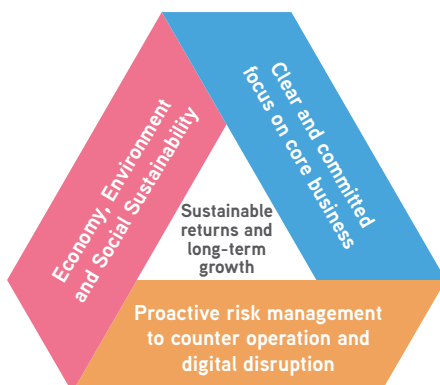 Economy, Environment
and Social Sustainability
Clear and committed
focus on core business
Sustainable
returns and
long-term
growth
Proactive risk management
to counter operation and
digital disruption